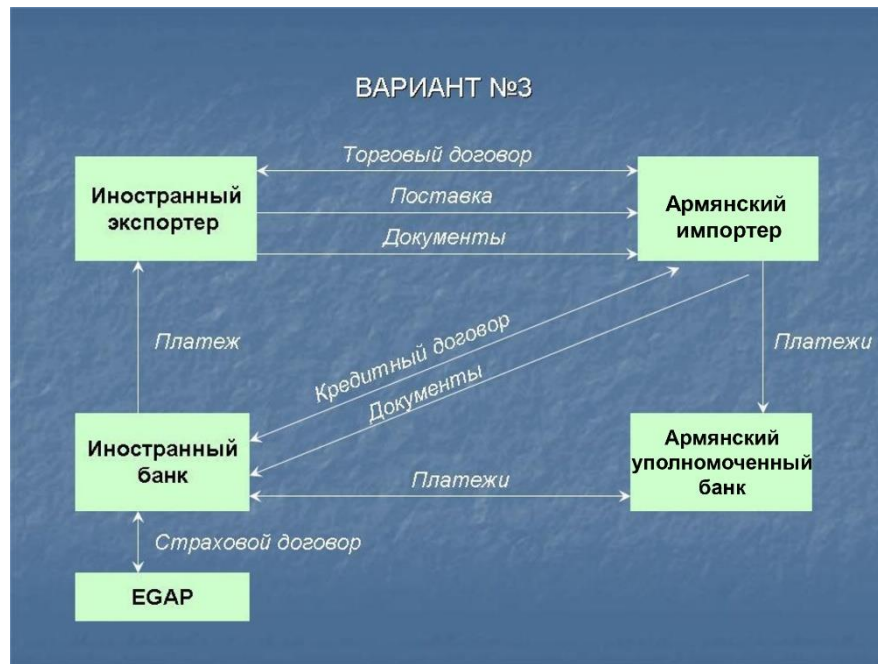 ВАРИАНТ №3
Торговый договор
Иностранный
экспортер
Поставка
Армянский
импортер
Документы
Платеж
Кредитный договор
Платежи
Документы
Иностранный
банк
Армянский
уполномоченный
банк
Платежи
Страховой договор
EGAP